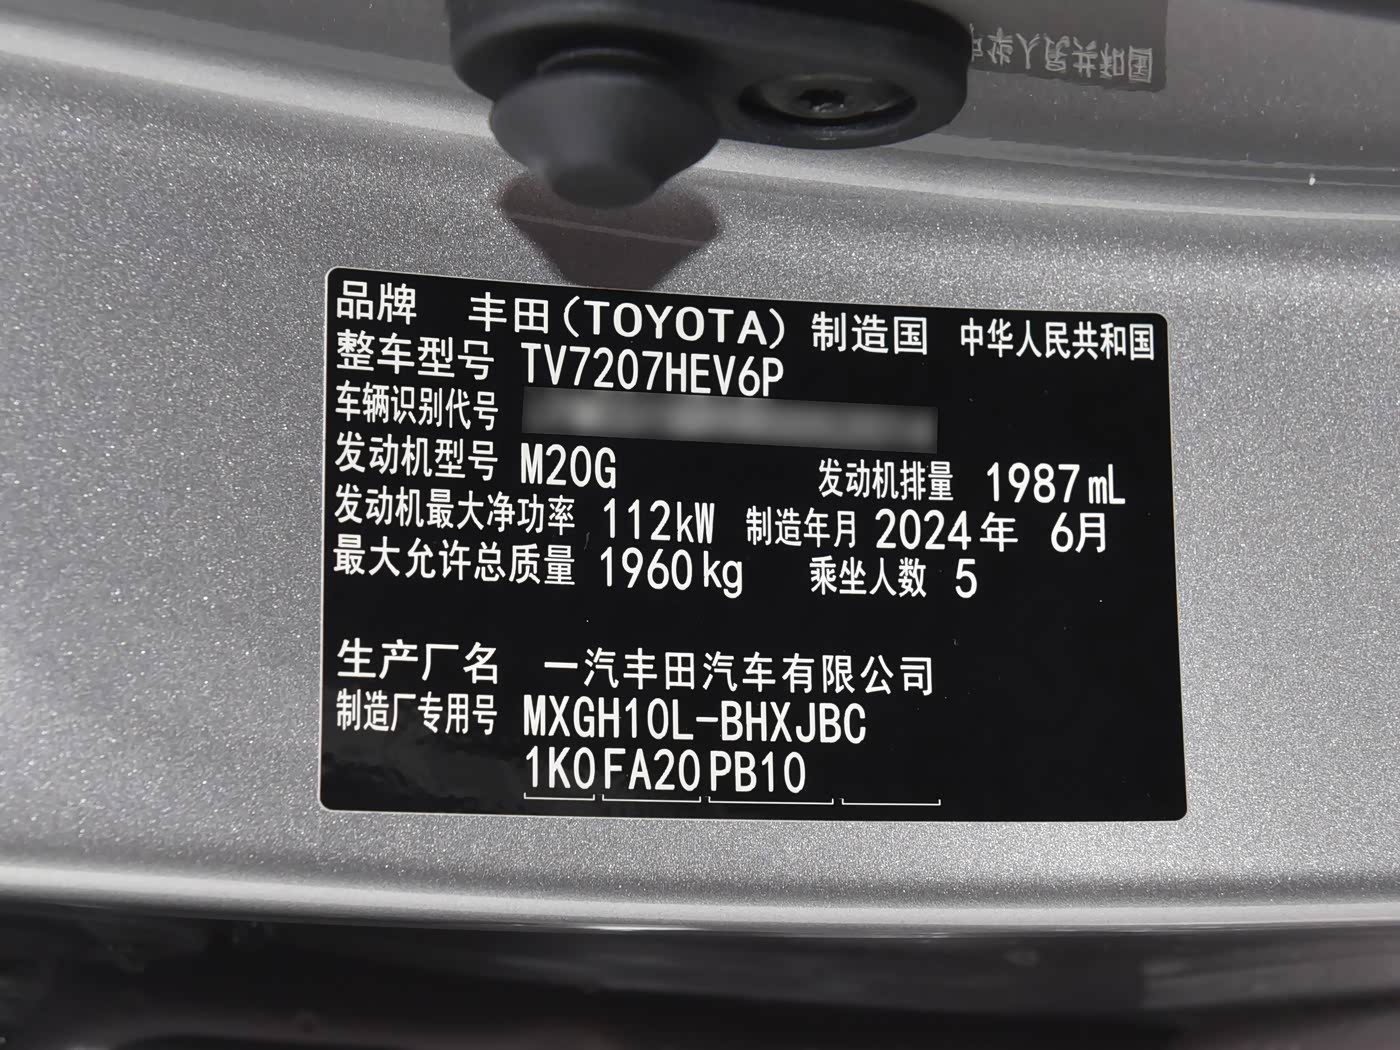 品牌 丰田(TOYOTA) 制造国 中华人民共和国
整车型号 TV7207HEV6P
车辆识别代号
发动机型号 M20G 发动机排量 1987mL
发动机最大净功率 112kW 制造年月 2024年 6月
最大允许总质量 1960kg 乘坐人数 5
生产厂名 一汽丰田汽车有限公司
制造厂专用号 MXGH10L-BHXJBC
1K0FA20PB10